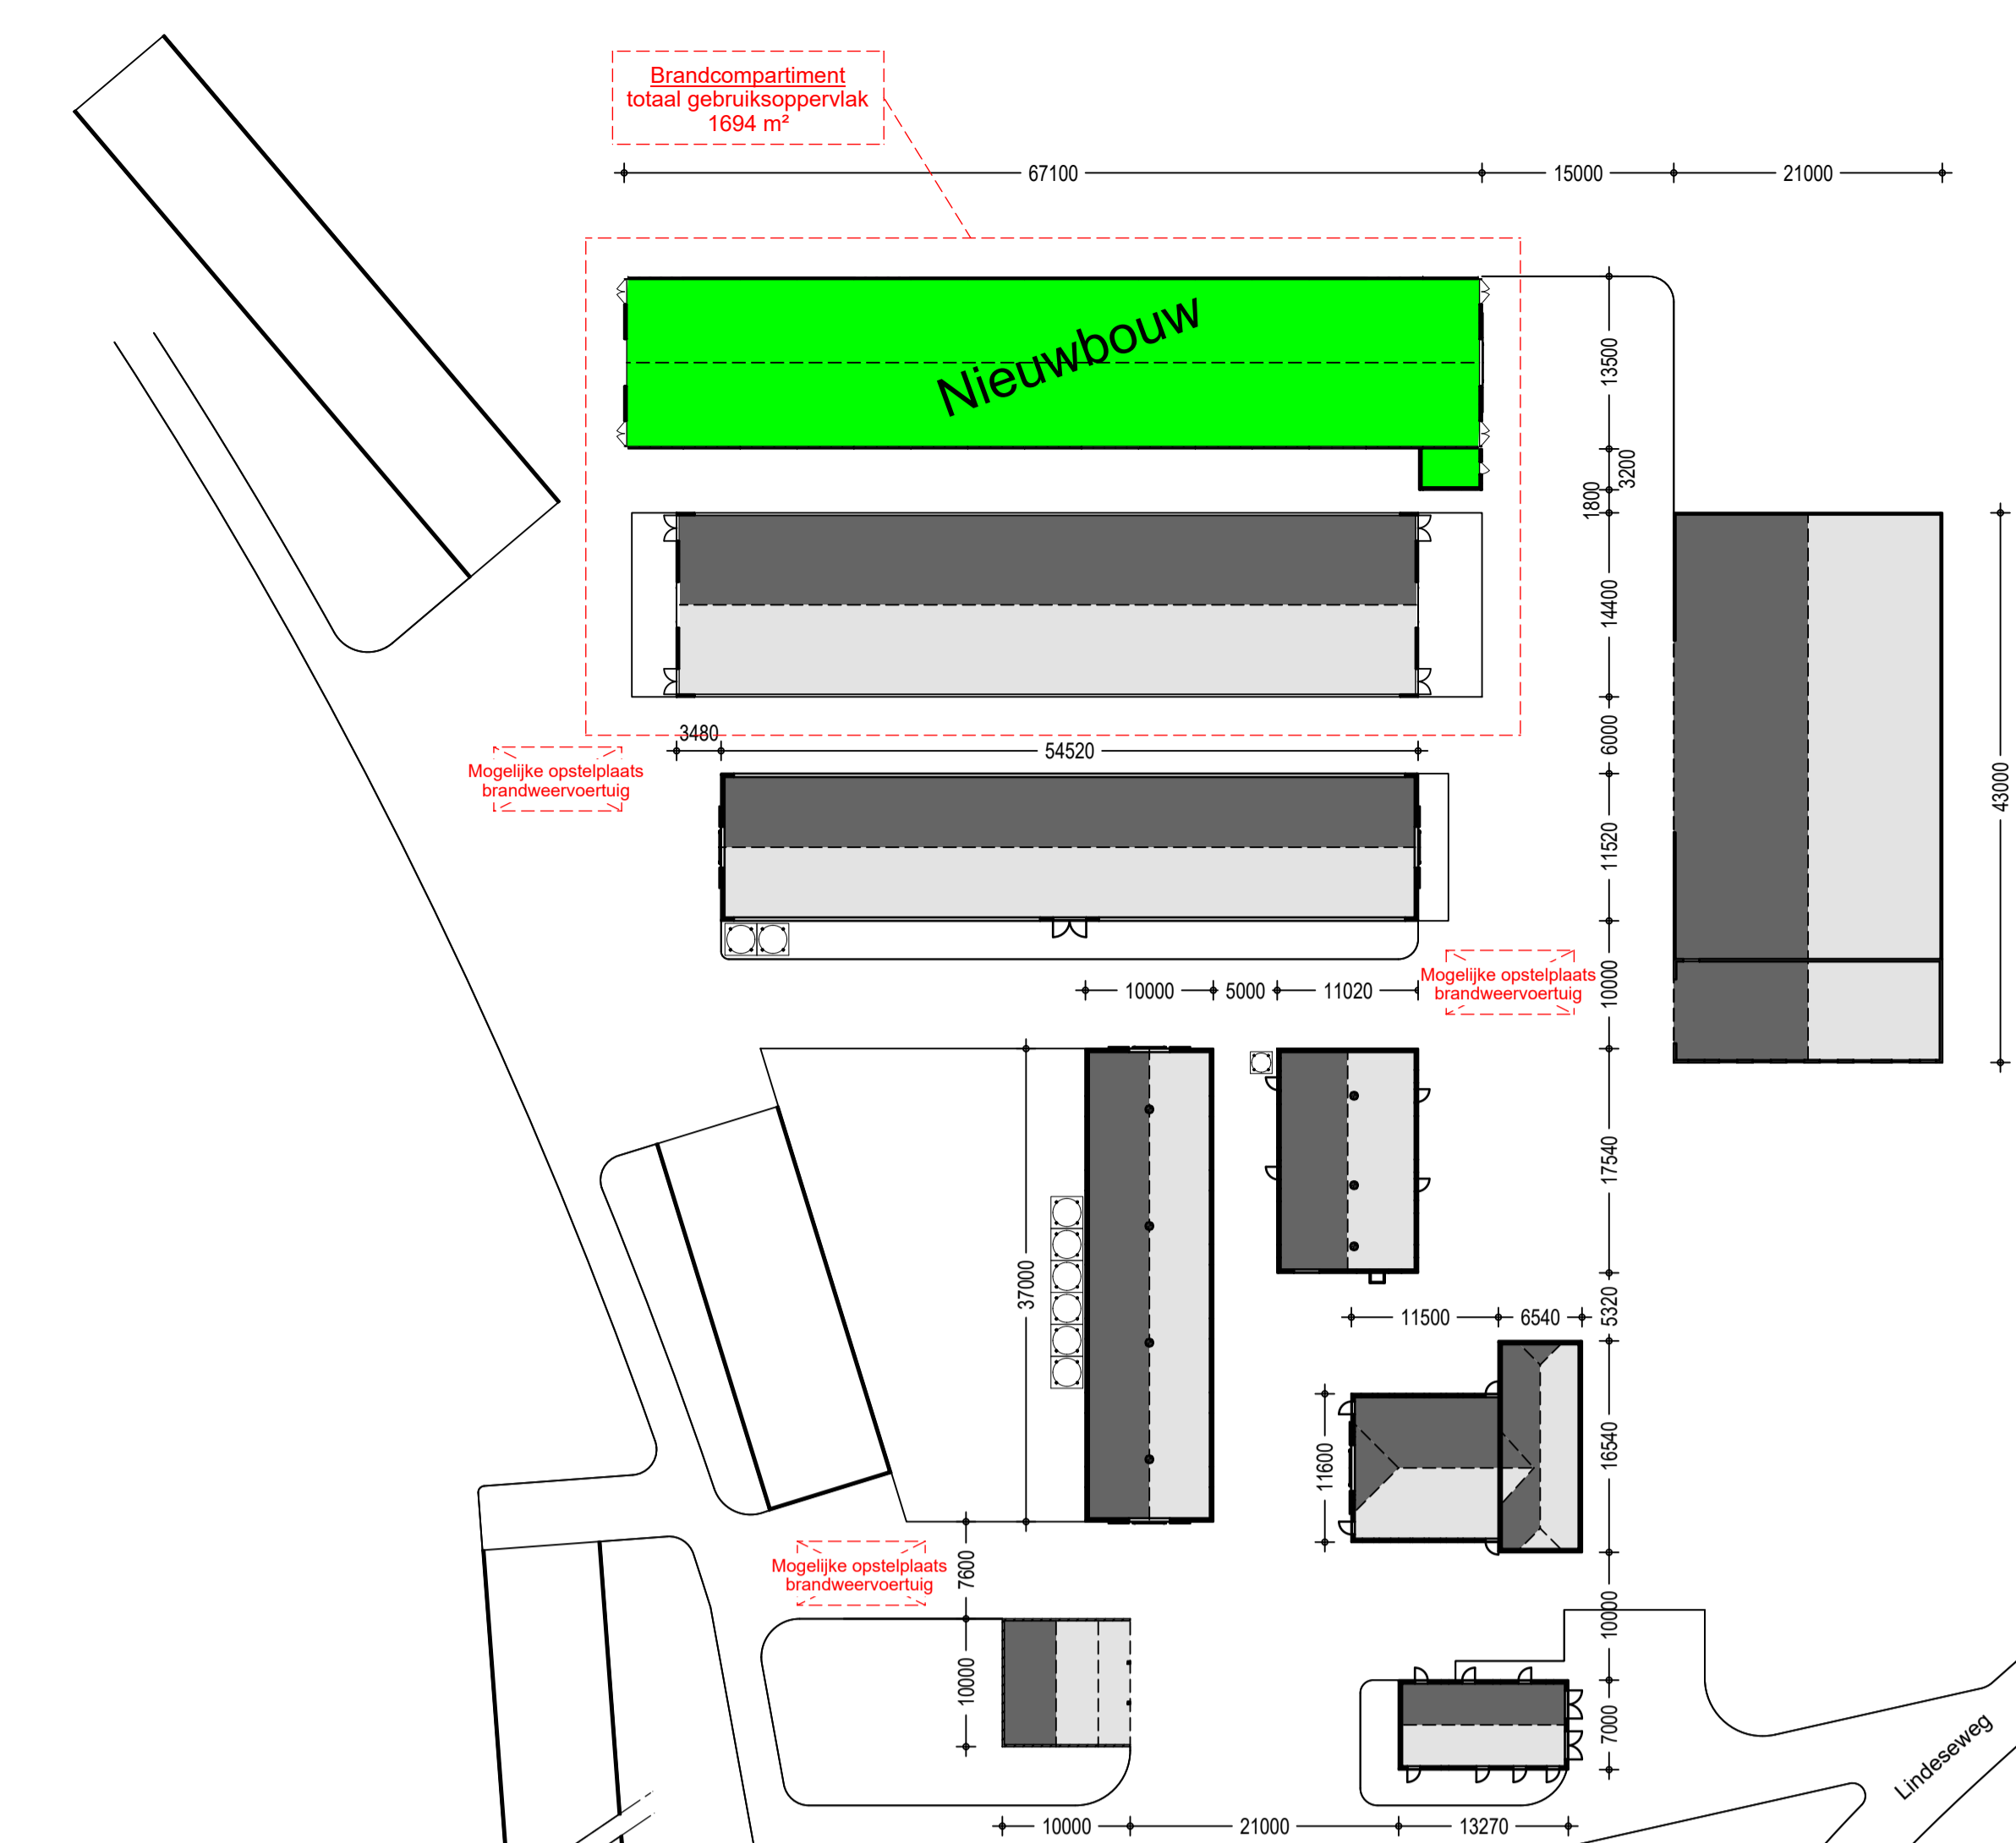 Brandcompartiment
totaal gebruiksoppervlak
1694 m²
67100
15000
21000
Nieuwbouw
13500
3200
1800
14400
6000
43000
3480
54520
Mogelijke opstelplaats
brandweervoertuig
11520
10000
10000
5000
11020
Mogelijke opstelplaats
brandweervoertuig
17540
37000
5320
11500
6540
11600
16540
Mogelijke opstelplaats
brandweervoertuig
7600
10000
10000
7000
Lindeseweg
10000
21000
13270